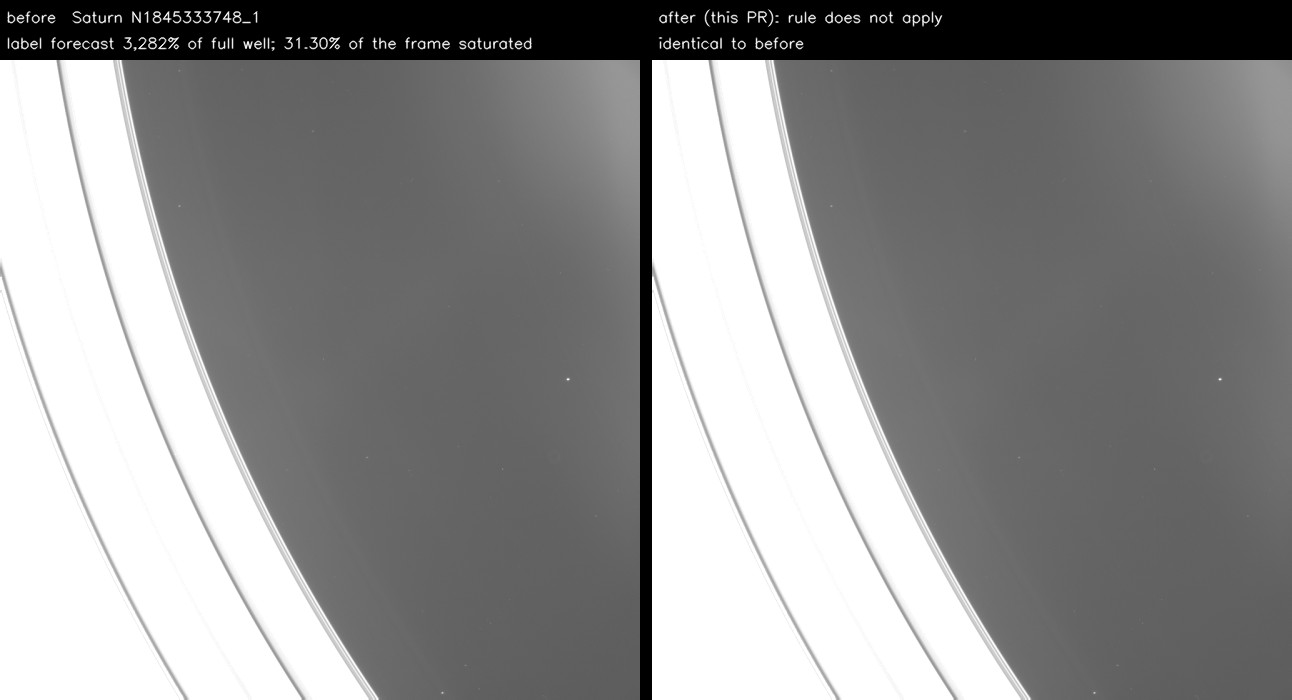 before  Saturn N1845333748_1
label forecast 3,282% of full well; 31.30% of the frame saturated
after (this PR): rule does not apply
identical to before